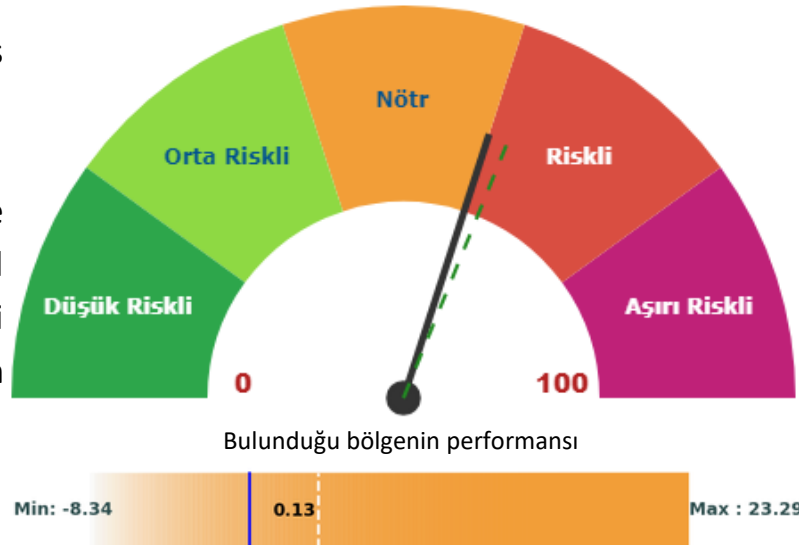 s
e
l
i
n
Nötr
Orta Riskli
Riskli
Düşük Riskli
Aşırı Riskli
0
100
Bulunduğu bölgenin performansı
Min: -8.34
0.13
Max : 23.29